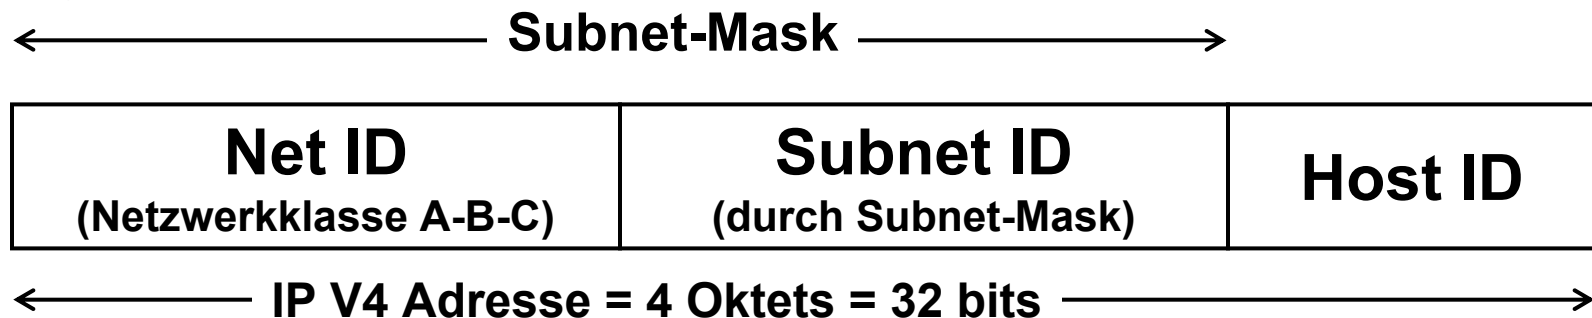 Subnet-Mask
Net ID
(Netzwerkklasse A-B-C)
Subnet ID
(durch Subnet-Mask)
Host ID
IP V4 Adresse = 4 Oktets = 32 bits